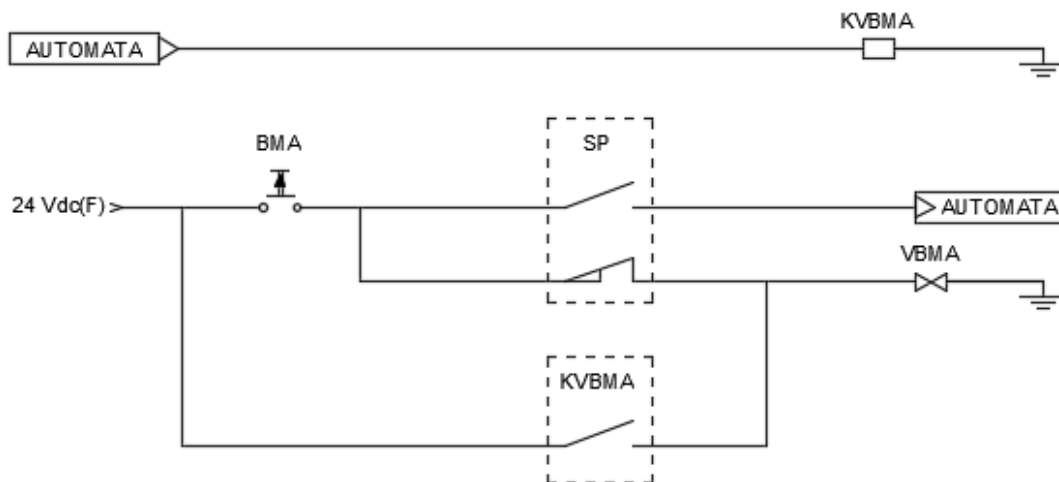 KVBMA
AUTOMATA
BMA
SP
24 Vdc(F)
AUTOMATA
VBMA
KVBMA